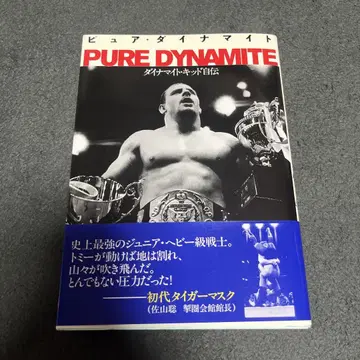 ピュア・ダイナマイト
PURE DYNAMITE
ダイナマイト・キッド自伝
史上最強のジュニア・ヘビー級戦士。
トミーが動けば地は割れ、
山々が吹き飛んだ。
とんでもない圧力だった!
――初代タイガーマスク
(佐山聡 掣圏会館館長)